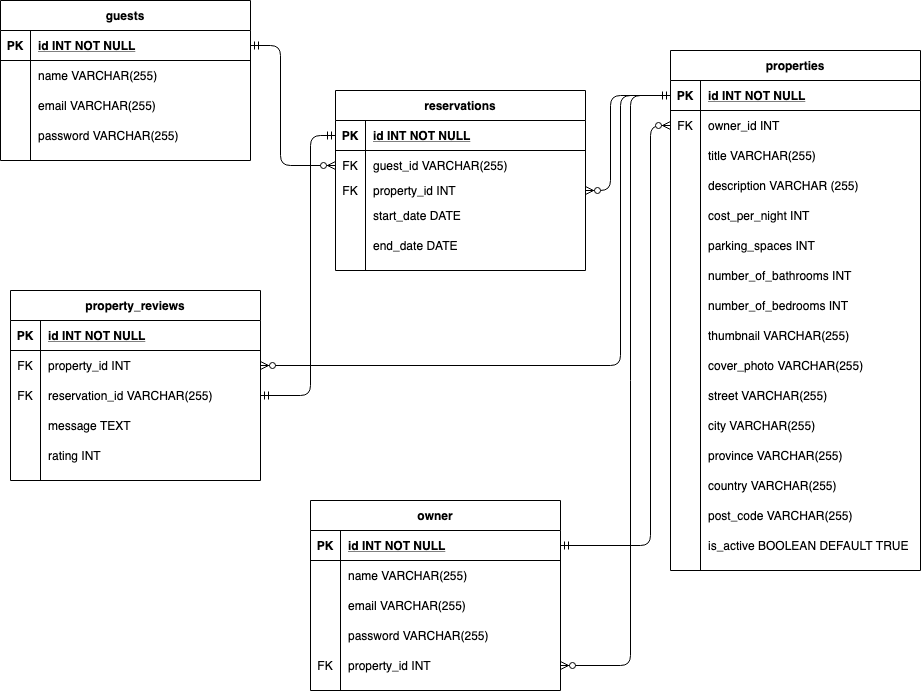 guests
PK id INT NOT NULL
name VARCHAR(255)
email VARCHAR(255)
password VARCHAR(255)
reservations
PK id INT NOT NULL
FK guest_id VARCHAR(255)
FK property_id INT
start_date DATE
end_date DATE
properties
PK id INT NOT NULL
FK owner_id INT
title VARCHAR(255)
description VARCHAR (255)
cost_per_night INT
parking_spaces INT
number_of_bathrooms INT
number_of_bedrooms INT
thumbnail VARCHAR(255)
cover_photo VARCHAR(255)
street VARCHAR(255)
city VARCHAR(255)
province VARCHAR(255)
country VARCHAR(255)
post_code VARCHAR(255)
is_active BOOLEAN DEFAULT TRUE
property_reviews
PK id INT NOT NULL
FK property_id INT
FK reservation_id VARCHAR(255)
message TEXT
rating INT
owner
PK id INT NOT NULL
name VARCHAR(255)
email VARCHAR(255)
password VARCHAR(255)
FK property_id INT